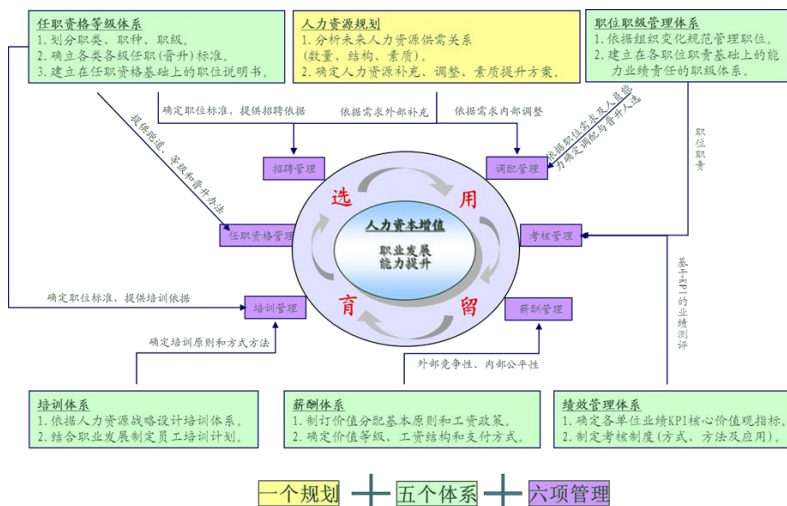 任职资格等级体系
1. 划分职类、职种、职级。
2. 确立各类各级任职(晋升)标准。
3. 建立在任职资格基础上的职位说明书。
人力资源规划
1. 分析未来人力资源供需关系
(数量、结构、素质)。
2. 确定人力资源补充、调整、素质提升方案。
职位职级管理体系
1. 依据组织变化规范管理职位。
2. 建立在各职位职责基础上的能
力业绩责任的职级体系。
确定职位标准，提供招聘依据
依据需求外部补充
依据需求内部调整
依据职位需求及人员能
力确定调配与晋升人选
职位职责
提供跑道、等级和晋升办法
招聘管理
调配管理
选
用
任职资格管理
人力资本增值
职业发展
能力提升
考核管理
基于KPI的业绩测评
育
留
确定职位标准，提供培训依据
培训管理
薪酬管理
确定培训原则和方式方法
外部竞争性、内部公平性
培训体系
1. 依据人力资源战略设计培训体系。
2. 结合职业发展制定员工培训计划。
薪酬体系
1. 制订价值分配基本原则和工资政策。
2. 确定价值等级、工资结构和支付方式。
绩效管理体系
1. 确定各单位业绩KPI核心价值观指标。
2. 制定考核制度(方式、方法及应用)。
一个规划
五个体系
六项管理